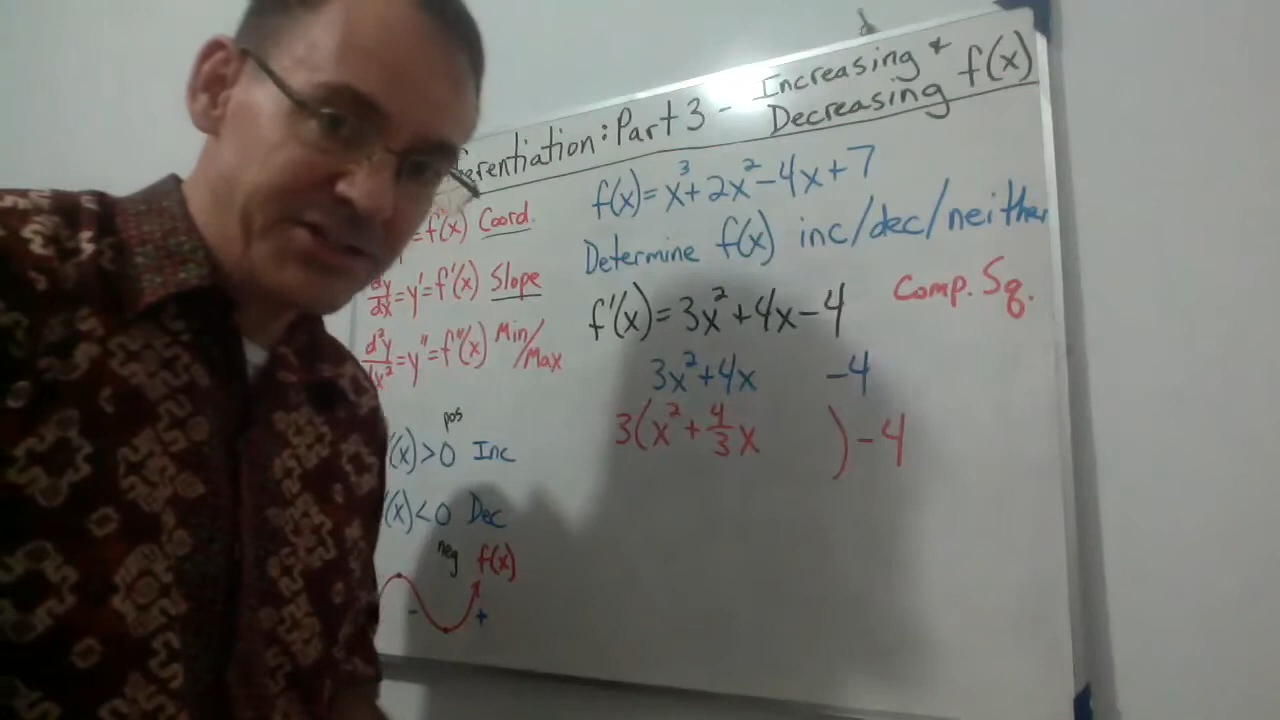 ferentiation: Part 3 - Increasing +
Decreasing f(x)
f(x)=x³+2x²-4x+7
Determine f(x) inc/dec/neither
f'(x)=3x²+4x-4 Comp. Sq.
3x²+4x -4
3(x²+4/3x ) -4
=f(x) Coord.
dy/dx=y'=f'(x) Slope
d²y/dx²=y''=f''(x) Min/Max
pos
(x)>0 Inc
(x)<0 Dec
neg f(x)
- +